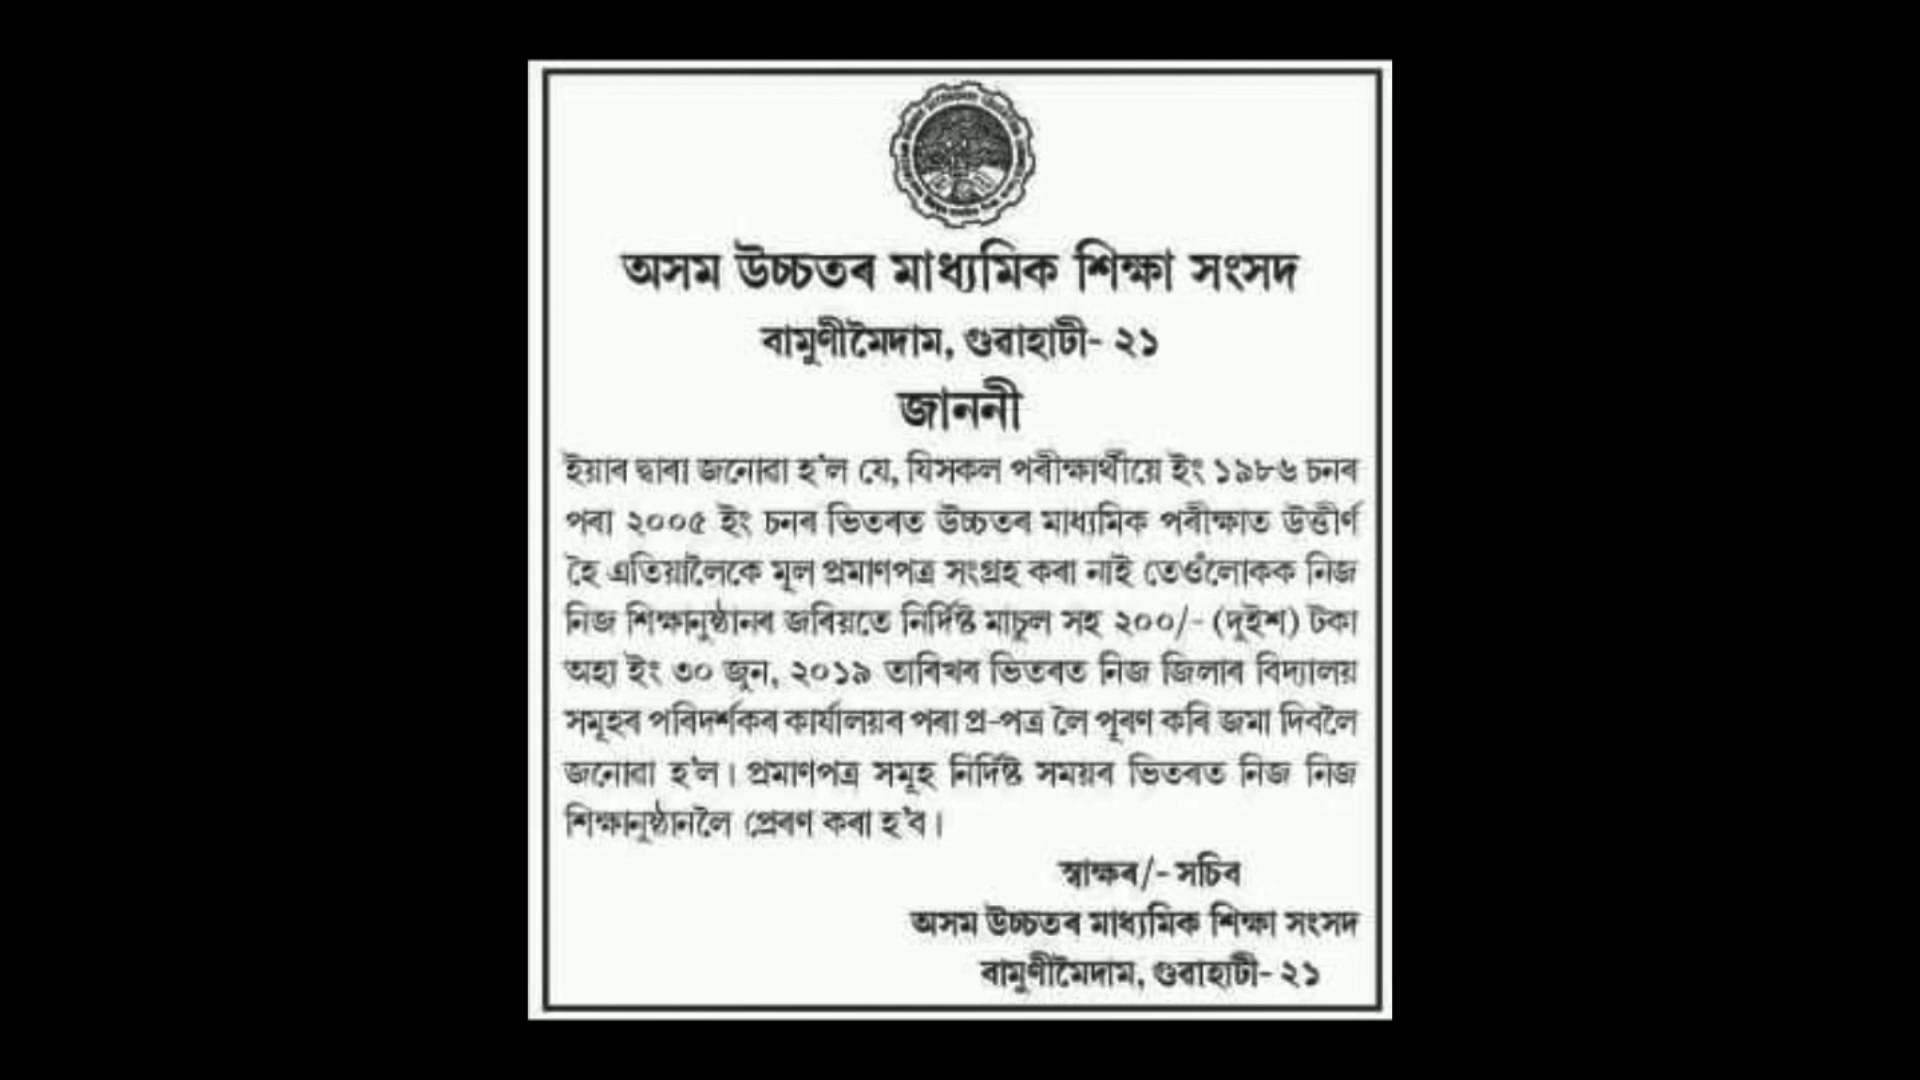 অসম উচ্চতৰ মাধ্যমিক শিক্ষা সংসদ
বামুণীমৈদাম, গুৱাহাটী- ২১
জাননী
ইয়াৰ দ্বাৰা জনোৱা হ'ল যে, যিসকল পৰীক্ষাৰ্থীয়ে ইং ১৯৮৬ চনৰ
পৰা ২০০৫ ইং চনৰ ভিতৰত উচ্চতৰ মাধ্যমিক পৰীক্ষাত উত্তীৰ্ণ
হৈ এতিয়ালৈকে মূল প্ৰমাণপত্ৰ সংগ্ৰহ কৰা নাই তেওঁলোকক নিজ
নিজ শিক্ষানুষ্ঠানৰ জৰিয়তে নিৰ্দিষ্ট মাচুল সহ ২০০/- (দুইশ) টকা
অহা ইং ৩০ জুন, ২০১৯ তাৰিখৰ ভিতৰত নিজ জিলাৰ বিদ্যালয়
সমূহৰ পৰিদৰ্শকৰ কাৰ্যালয়ৰ পৰা প্ৰ-পত্ৰ লৈ পূৰণ কৰি জমা দিবলৈ
জনোৱা হ'ল। প্ৰমাণপত্ৰ সমূহ নিৰ্দিষ্ট সময়ৰ ভিতৰত নিজ নিজ
শিক্ষানুষ্ঠানলৈ প্ৰেৰণ কৰা হ'ব।
স্বাক্ষৰ/- সচিব
অসম উচ্চতৰ মাধ্যমিক শিক্ষা সংসদ
বামুণীমৈদাম, গুৱাহাটী- ২১